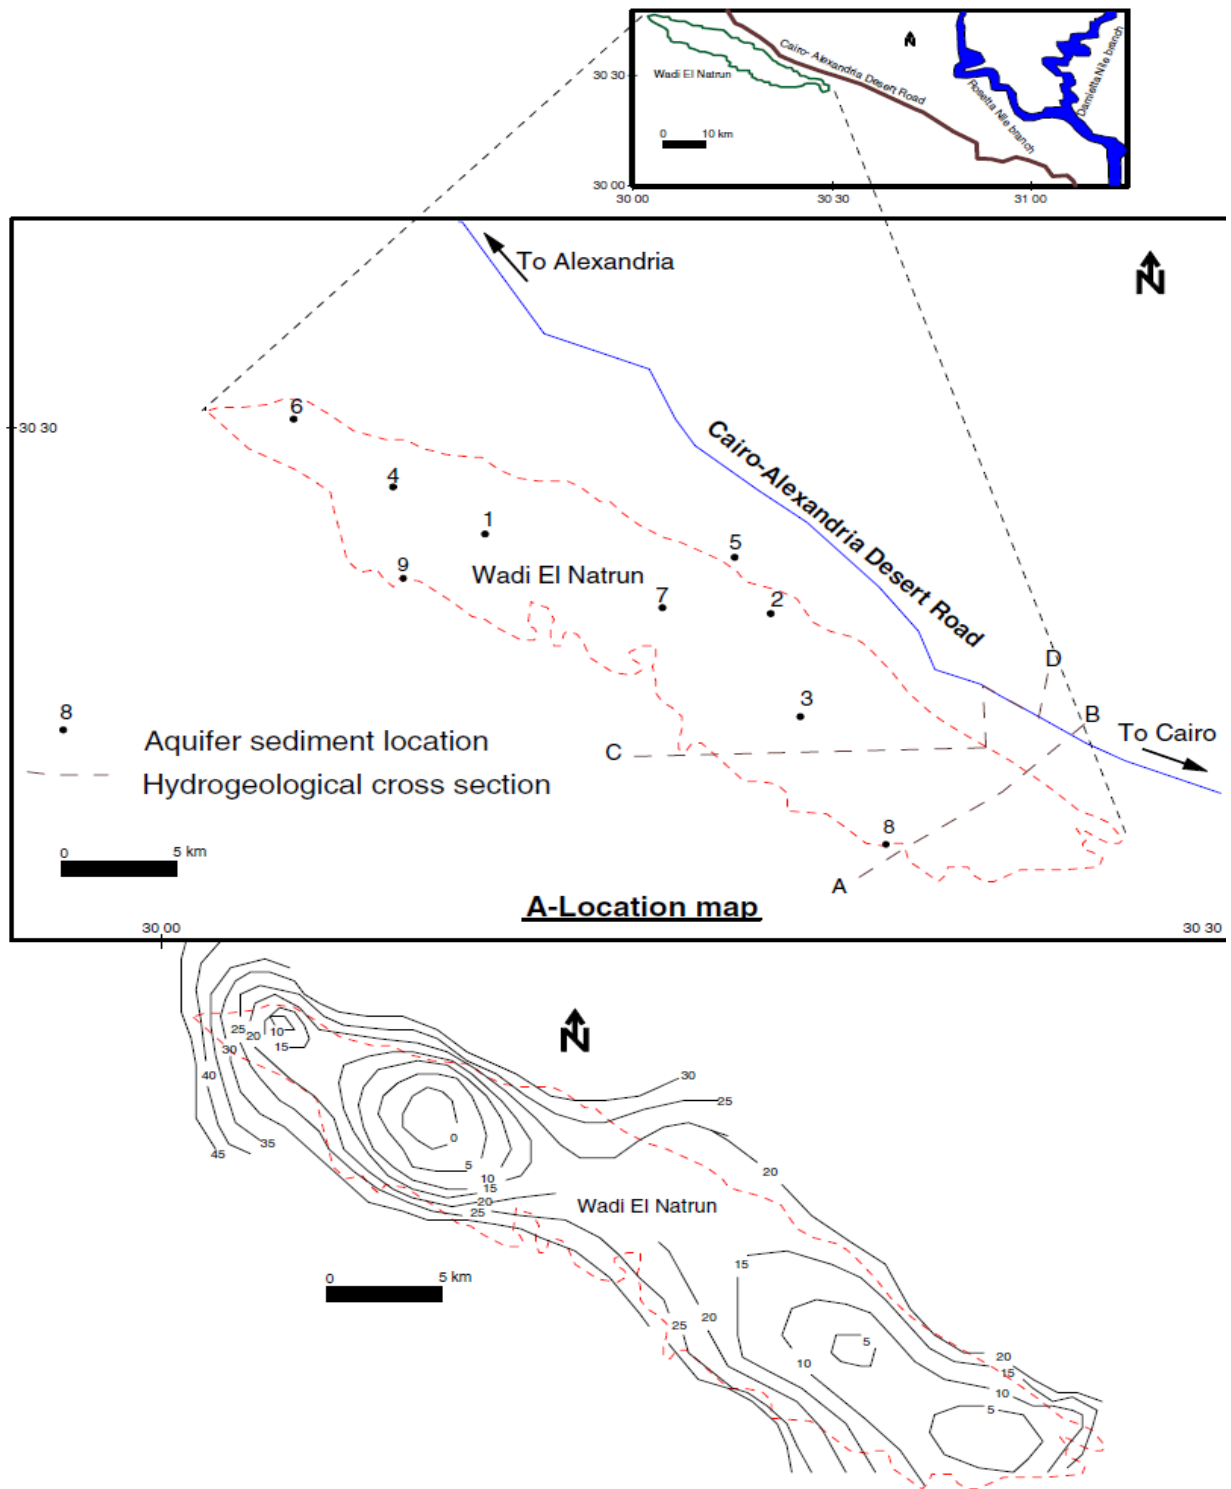 N
Cairo- Alexandria Desert Road
30 30
Wadi El Natrun
Rosetta Nile branch
Damietta Nile branch
0 10 km
30 00
30 00 30 30 31 00
To Alexandria
N
6
30 30
Cairo-Alexandria Desert Road
4
1
5
9
Wadi El Natrun
7
2
D
8
3
B
To Cairo
Aquifer sediment location
C
Hydrogeological cross section
8
0 5 km
A
A-Location map
30 00 30 30
N
25
10
20
15
30
40
30
25
0
35
45
5
10
15
20
20
25
Wadi El Natrun
15
0 5 km
20
25
5
10
20
15
10
5